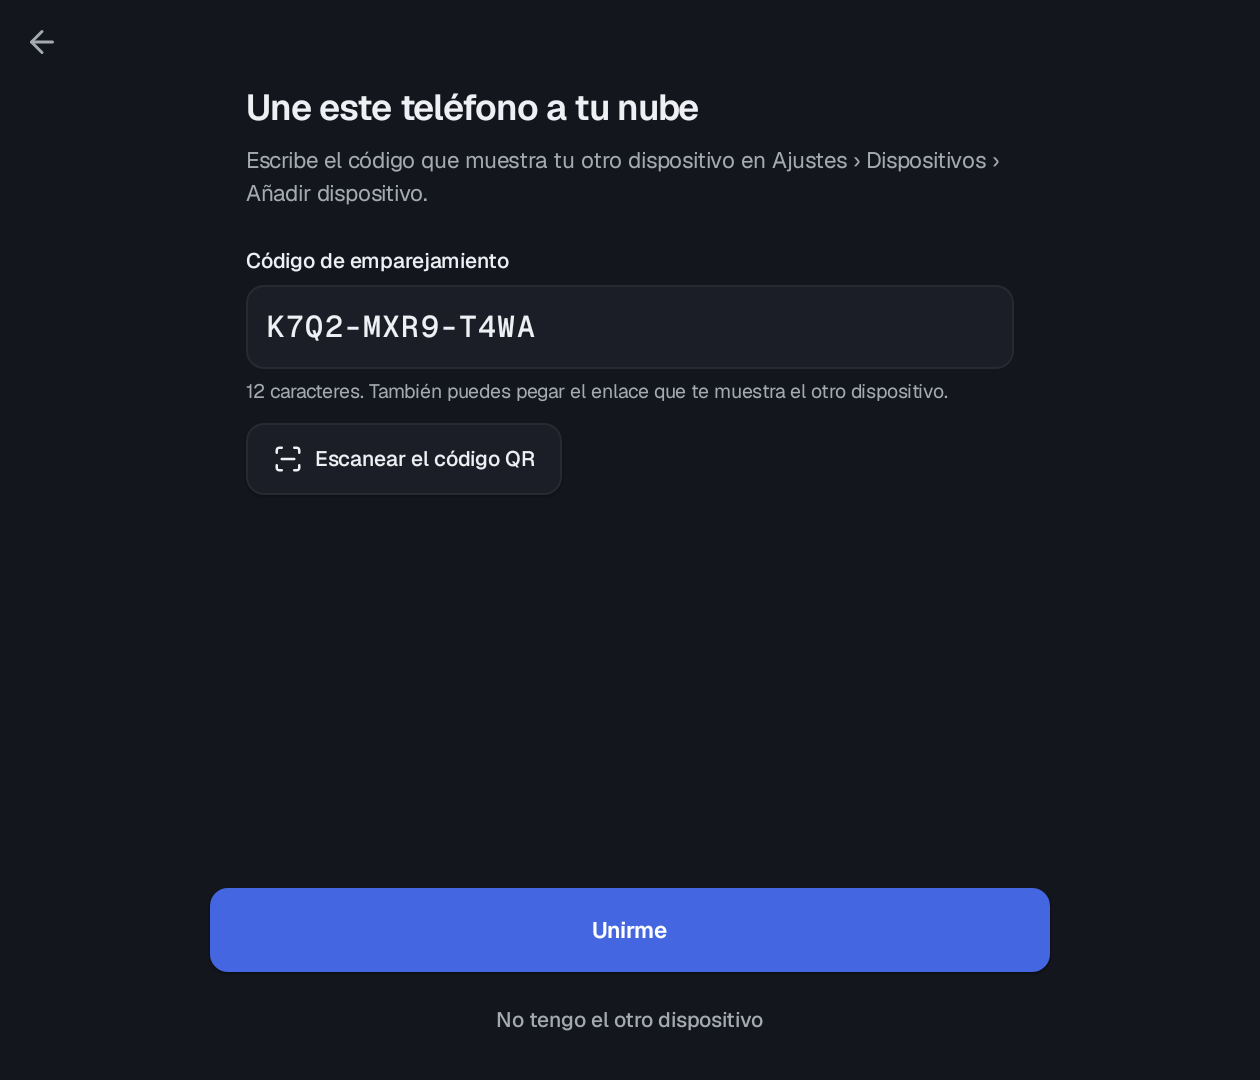 Une este teléfono a tu nube
Escribe el código que muestra tu otro dispositivo en Ajustes › Dispositivos ›
Añadir dispositivo.
Código de emparejamiento
K7Q2-MXR9-T4WA
12 caracteres. También puedes pegar el enlace que te muestra el otro dispositivo.
Escanear el código QR
Unirme
No tengo el otro dispositivo